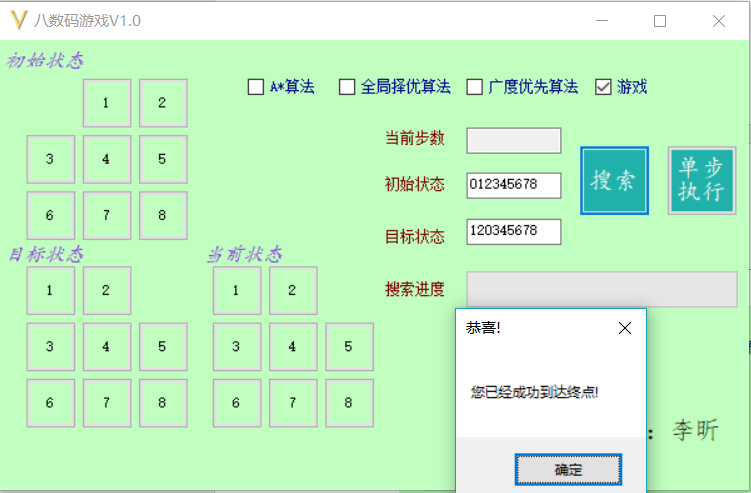 八数码游戏V1.0
初始状态
A*算法 全局择优算法 广度优先算法 游戏
1 2
3 4 5
6 7 8
当前步数
初始状态 012345678
目标状态 120345678
搜索进度
搜索
单步
执行
目标状态
1 2
3 4 5
6 7 8
当前状态
1 2
3 4 5
6 7 8
恭喜!
您已经成功到达终点!
确定
：李昕